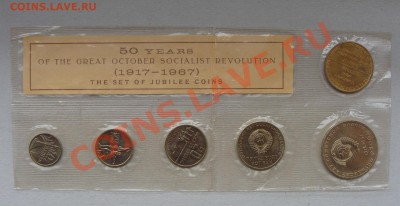 COINS.LAVE.RU
50 YEARS
OF THE GREAT OCTOBER SOCIALIST REVOLUTION
(1917-1967)
THE SET OF JUBILEE COINS
COINS.LAVE.RU